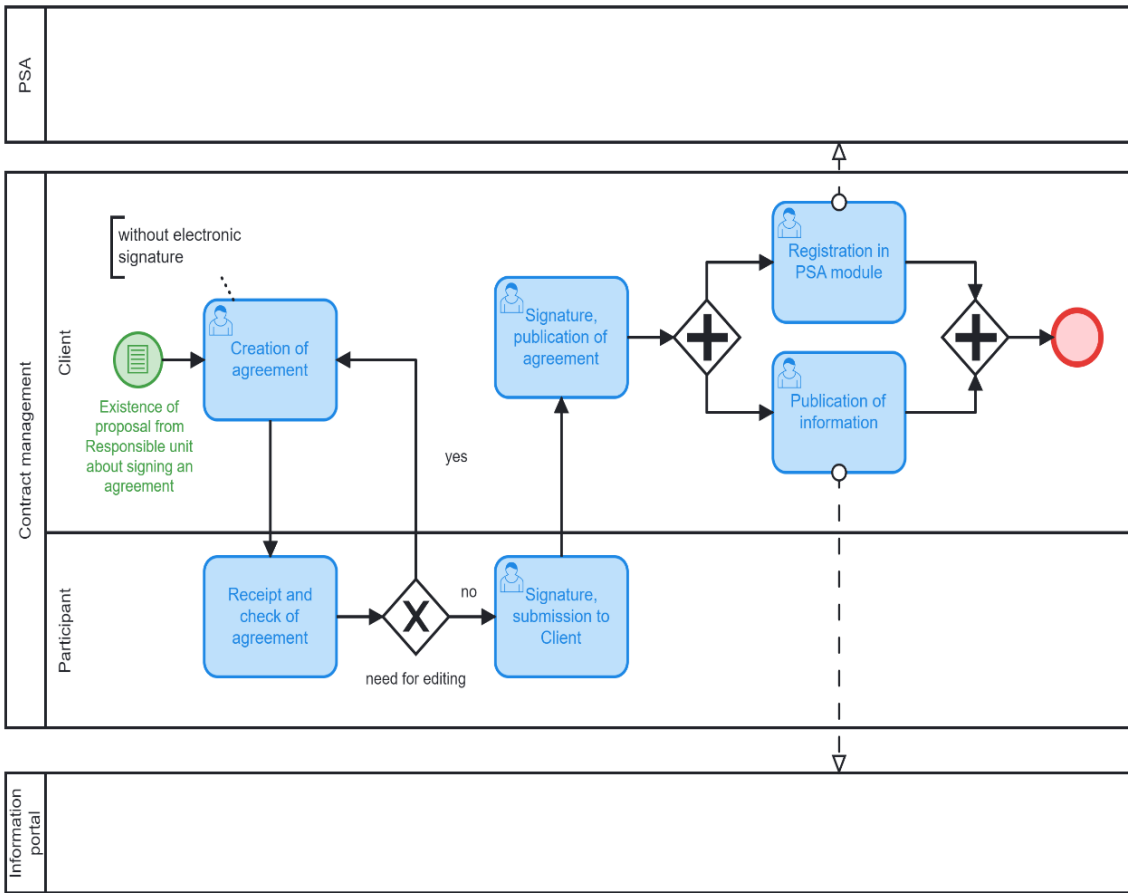 PSA
Contract management
Client
without electronic
signature
Creation of
agreement
Existence of
proposal from
Responsible unit
about signing an
agreement
yes
Signature,
publication of
agreement
Registration in
PSA module
Publication of
information
Participant
Receipt and
check of
agreement
need for editing
no
Signature,
submission to
Client
Information
portal